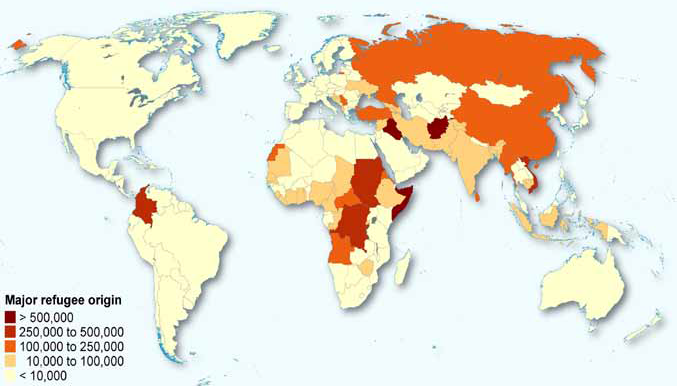 Major refugee origin
> 500,000
250,000 to 500,000
100,000 to 250,000
10,000 to 100,000
< 10,000